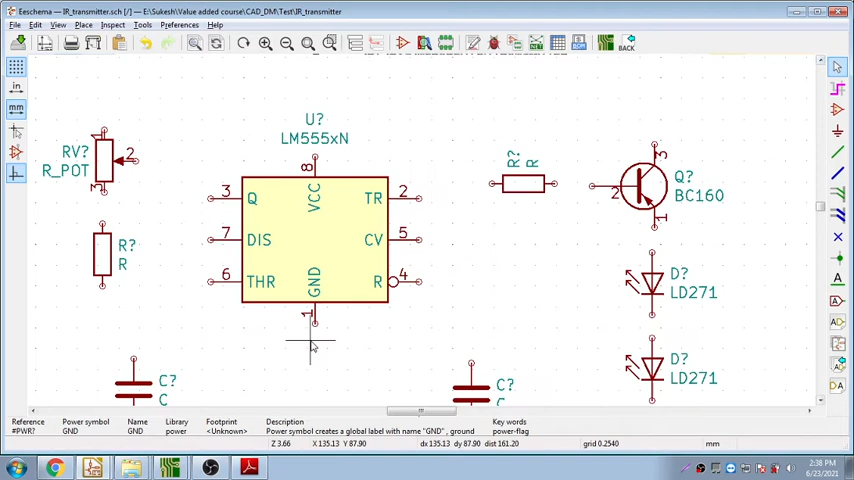 Eeschema — IR_transmitter.sch [/] — E:\Sukesh\Value added course\CAD_DM\Test\IR_transmitter
File Edit View Place Inspect Tools Preferences Help
BOM
BACK
in
mm
U?
LM555xN
RV?
R_POT
1
2
3
8
VCC
3 Q
TR 2
7 DIS
CV 5
6 THR
R 4
GND
1
R?
R
R?
R
Q?
BC160
3
2
1
R?
R
D?
LD271
D?
LD271
C?
C
C?
C
A
Reference Power symbol Name Library Footprint Description Key words
#PWR? GND GND power <Unknown> Power symbol creates a global label with name "GND" , ground power-flag
Z 3.66 X 135.13 Y 87.90 dx 135.13 dy 87.90 dist 161.20 grid 0.2540 mm
2:38 PM
6/23/2021